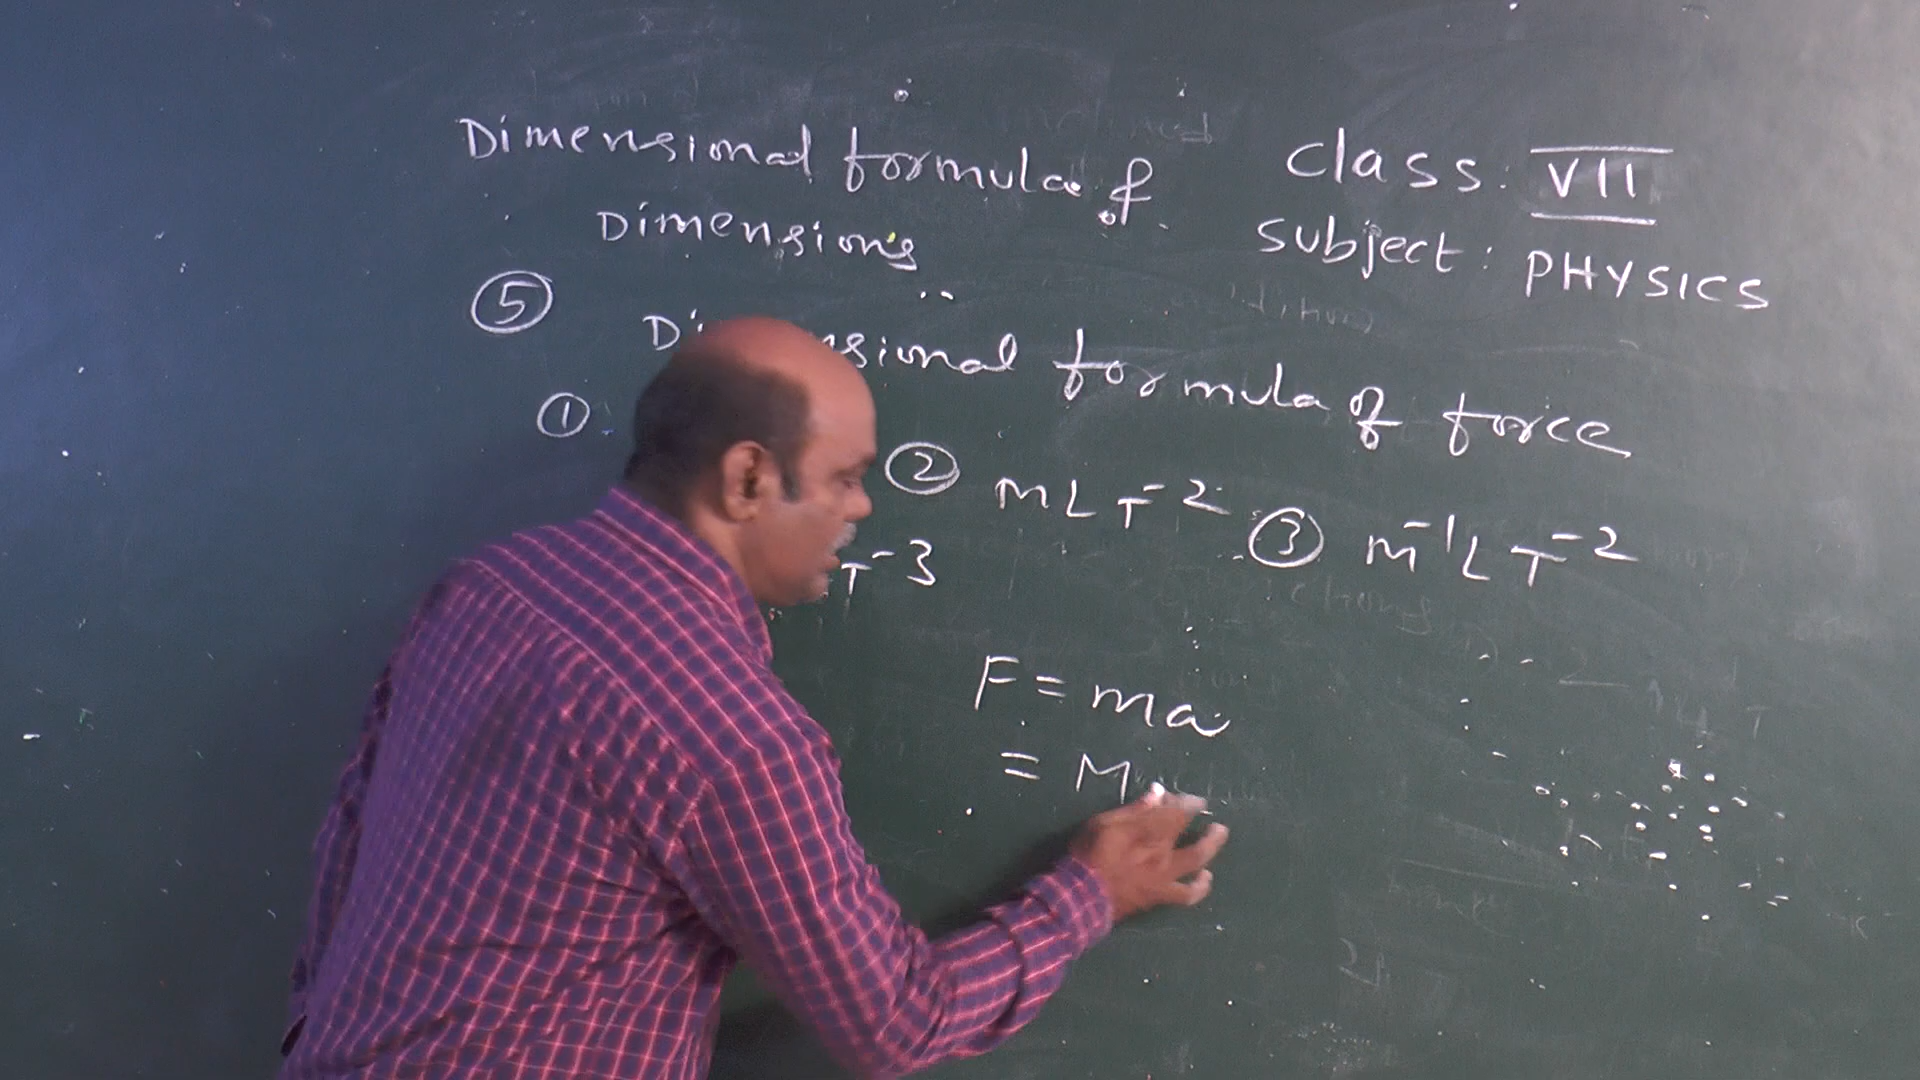 Dimensional formula of
Dimensions
Class: VII
Subject: PHYSICS
⑤ Dimensional formula of force
① ② MLT⁻² ③ M⁻¹LT⁻²
T⁻³
F = ma
= M